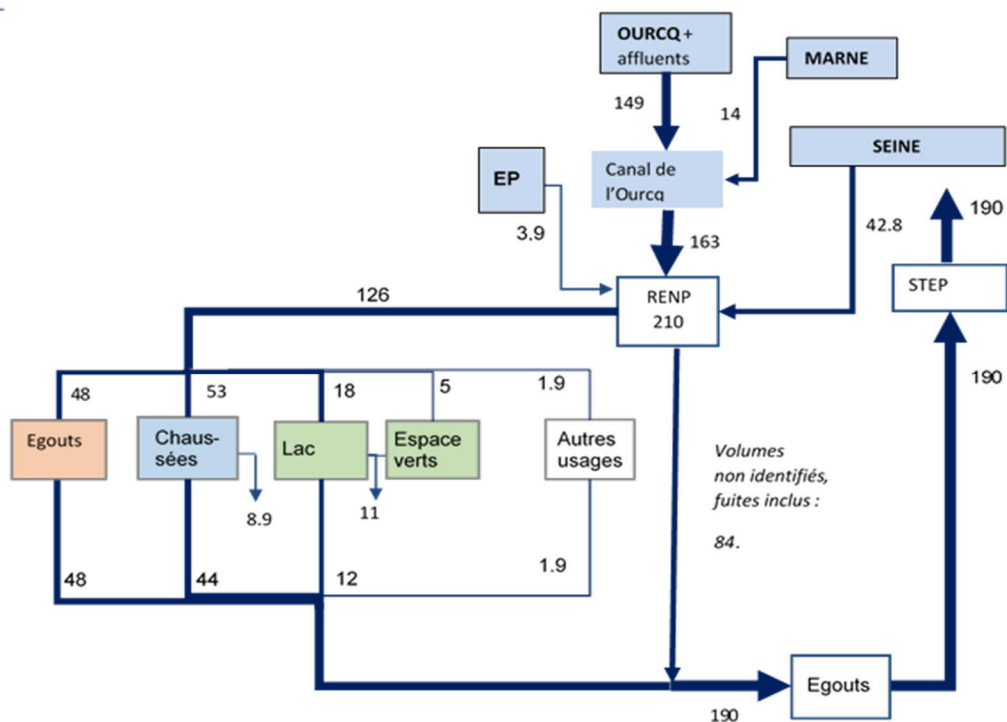 OURCQ +
affluents
MARNE
149
14
SEINE
EP
Canal de
l'Ourcq
190
3.9
163
42.8
STEP
RENP
210
126
190
48
53
18
5
1.9
Egouts
Chaus-
sées
Lac
Espace
verts
Autres
usages
Volumes
non identifiés,
fuites inclus :
84.
8.9
11
48
44
12
1.9
Egouts
190